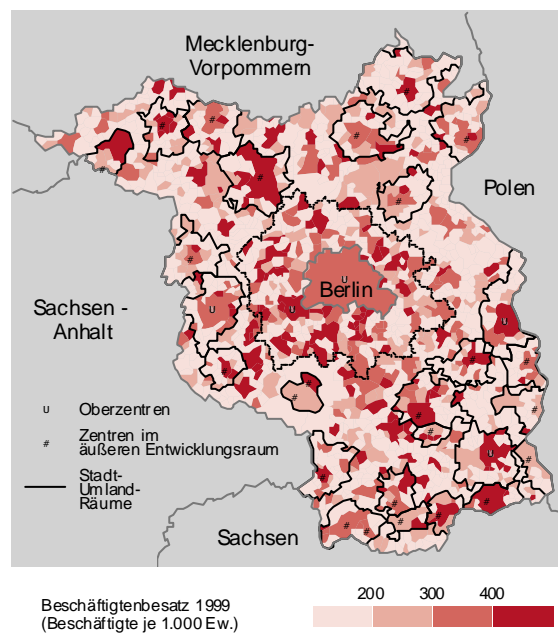 Mecklenburg-
Vorpommern
Polen
Berlin
Sachsen -
Anhalt
u Oberzentren
# Zentren im
äußeren Entwicklungsraum
Stadt-
Umland-
Räume
Sachsen
Beschäftigtenbesatz 1999
(Beschäftigte je 1.000 Ew.)
200 300 400